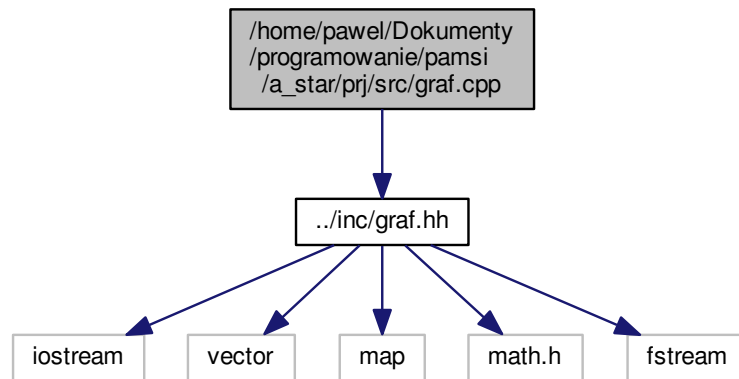 /home/pawel/Dokumenty
/programowanie/pamsi
/a_star/prj/src/graf.cpp
../inc/graf.hh
iostream
vector
map
math.h
fstream